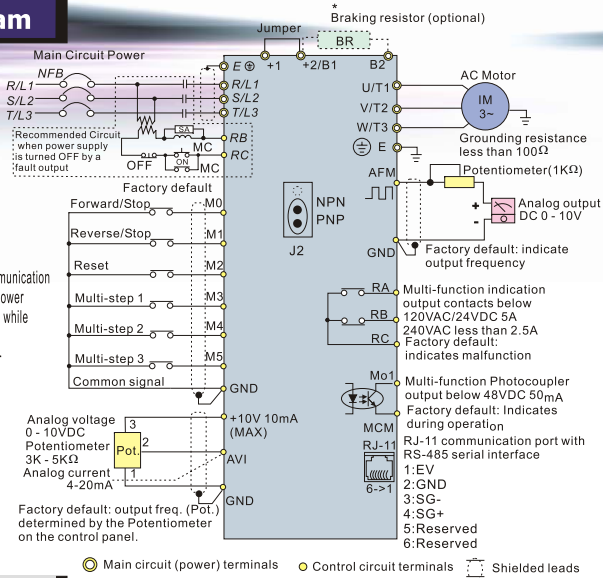 am
Jumper
*
Braking resistor (optional)
BR
Main Circuit Power
NFB
E
+1
+2/B1
B2
R/L1
S/L2
T/L3
R/L1
S/L2
T/L3
U/T1
V/T2
W/T3
E
AC Motor
IM
3~
Grounding resistance
less than 100Ω
Recommended Circuit
when power supply
is turned OFF by a
fault output
SA
MC
OFF
ON
MC
RB
RC
AFM
Potentiometer(1KΩ)
+
-
Analog output
DC 0 - 10V
GND
Factory default: indicate
output frequency
NPN
PNP
J2
Factory default
Forward/Stop
M0
Reverse/Stop
M1
Reset
M2
Multi-step 1
M3
Multi-step 2
M4
Multi-step 3
M5
Common signal
GND
munication
ower
while
RA
RB
RC
Multi-function indication
output contacts below
120VAC/24VDC 5A
240VAC less than 2.5A
Factory default:
indicates malfunction
Mo1
MCM
Multi-function Photocoupler
output below 48VDC 50mA
Factory default: Indicates
during operation
RJ-11
6->1
RJ-11 communication port with
RS-485 serial interface
1:EV
2:GND
3:SG-
4:SG+
5:Reserved
6:Reserved
Analog voltage
0 - 10VDC
Potentiometer
3K - 5KΩ
Analog current
4-20mA
3
Pot.
2
1
+10V 10mA
(MAX)
AVI
GND
Factory default: output freq. (Pot.)
determined by the Potentiometer
on the control panel.
Main circuit (power) terminals
Control circuit terminals
Shielded leads